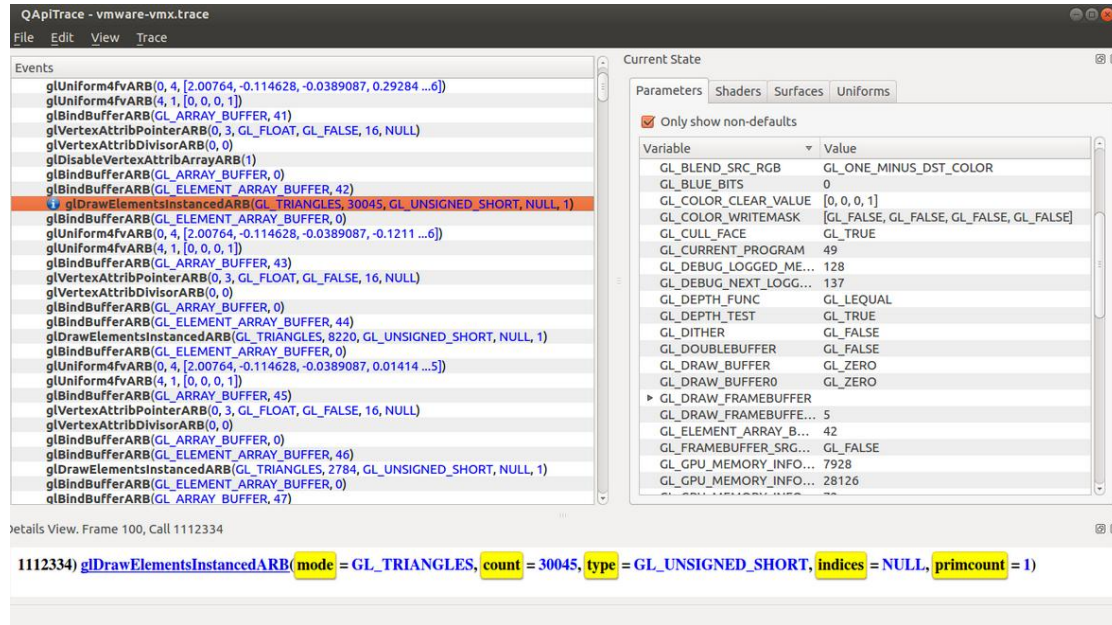 QApiTrace - vmware-vmx.trace
File Edit View Trace
Events
glUniform4fvARB(0, 4, [2.00764, -0.114628, -0.0389087, 0.29284 ...6])
glUniform4fvARB(4, 1, [0, 0, 0, 1])
glBindBufferARB(GL_ARRAY_BUFFER, 41)
glVertexAttribPointerARB(0, 3, GL_FLOAT, GL_FALSE, 16, NULL)
glVertexAttribDivisorARB(0, 0)
glDisableVertexAttribArrayARB(1)
glBindBufferARB(GL_ARRAY_BUFFER, 0)
glBindBufferARB(GL_ELEMENT_ARRAY_BUFFER, 42)
glDrawElementsInstancedARB(GL_TRIANGLES, 30045, GL_UNSIGNED_SHORT, NULL, 1)
glBindBufferARB(GL_ELEMENT_ARRAY_BUFFER, 0)
glUniform4fvARB(0, 4, [2.00764, -0.114628, -0.0389087, -0.1211 ...6])
glUniform4fvARB(4, 1, [0, 0, 0, 1])
glBindBufferARB(GL_ARRAY_BUFFER, 43)
glVertexAttribPointerARB(0, 3, GL_FLOAT, GL_FALSE, 16, NULL)
glVertexAttribDivisorARB(0, 0)
glBindBufferARB(GL_ARRAY_BUFFER, 0)
glBindBufferARB(GL_ELEMENT_ARRAY_BUFFER, 44)
glDrawElementsInstancedARB(GL_TRIANGLES, 8220, GL_UNSIGNED_SHORT, NULL, 1)
glBindBufferARB(GL_ELEMENT_ARRAY_BUFFER, 0)
glUniform4fvARB(0, 4, [2.00764, -0.114628, -0.0389087, 0.01414 ...5])
glUniform4fvARB(4, 1, [0, 0, 0, 1])
glBindBufferARB(GL_ARRAY_BUFFER, 45)
glVertexAttribPointerARB(0, 3, GL_FLOAT, GL_FALSE, 16, NULL)
glVertexAttribDivisorARB(0, 0)
glBindBufferARB(GL_ARRAY_BUFFER, 0)
glBindBufferARB(GL_ELEMENT_ARRAY_BUFFER, 46)
glDrawElementsInstancedARB(GL_TRIANGLES, 2784, GL_UNSIGNED_SHORT, NULL, 1)
glBindBufferARB(GL_ELEMENT_ARRAY_BUFFER, 0)
glBindBufferARB(GL_ARRAY_BUFFER, 47)
Current State
Parameters Shaders Surfaces Uniforms
Only show non-defaults
Variable Value
GL_BLEND_SRC_RGB GL_ONE_MINUS_DST_COLOR
GL_BLUE_BITS 0
GL_COLOR_CLEAR_VALUE [0, 0, 0, 1]
GL_COLOR_WRITEMASK [GL_FALSE, GL_FALSE, GL_FALSE, GL_FALSE]
GL_CULL_FACE GL_TRUE
GL_CURRENT_PROGRAM 49
GL_DEBUG_LOGGED_ME... 128
GL_DEBUG_NEXT_LOGG... 137
GL_DEPTH_FUNC GL_LEQUAL
GL_DEPTH_TEST GL_TRUE
GL_DITHER GL_FALSE
GL_DOUBLEBUFFER GL_FALSE
GL_DRAW_BUFFER GL_ZERO
GL_DRAW_BUFFER0 GL_ZERO
GL_DRAW_FRAMEBUFFER
GL_DRAW_FRAMEBUFFE... 5
GL_ELEMENT_ARRAY_B... 42
GL_FRAMEBUFFER_SRG... GL_FALSE
GL_GPU_MEMORY_INFO... 7928
GL_GPU_MEMORY_INFO... 28126
Details View. Frame 100, Call 1112334
1112334) glDrawElementsInstancedARB(mode = GL_TRIANGLES, count = 30045, type = GL_UNSIGNED_SHORT, indices = NULL, primcount = 1)